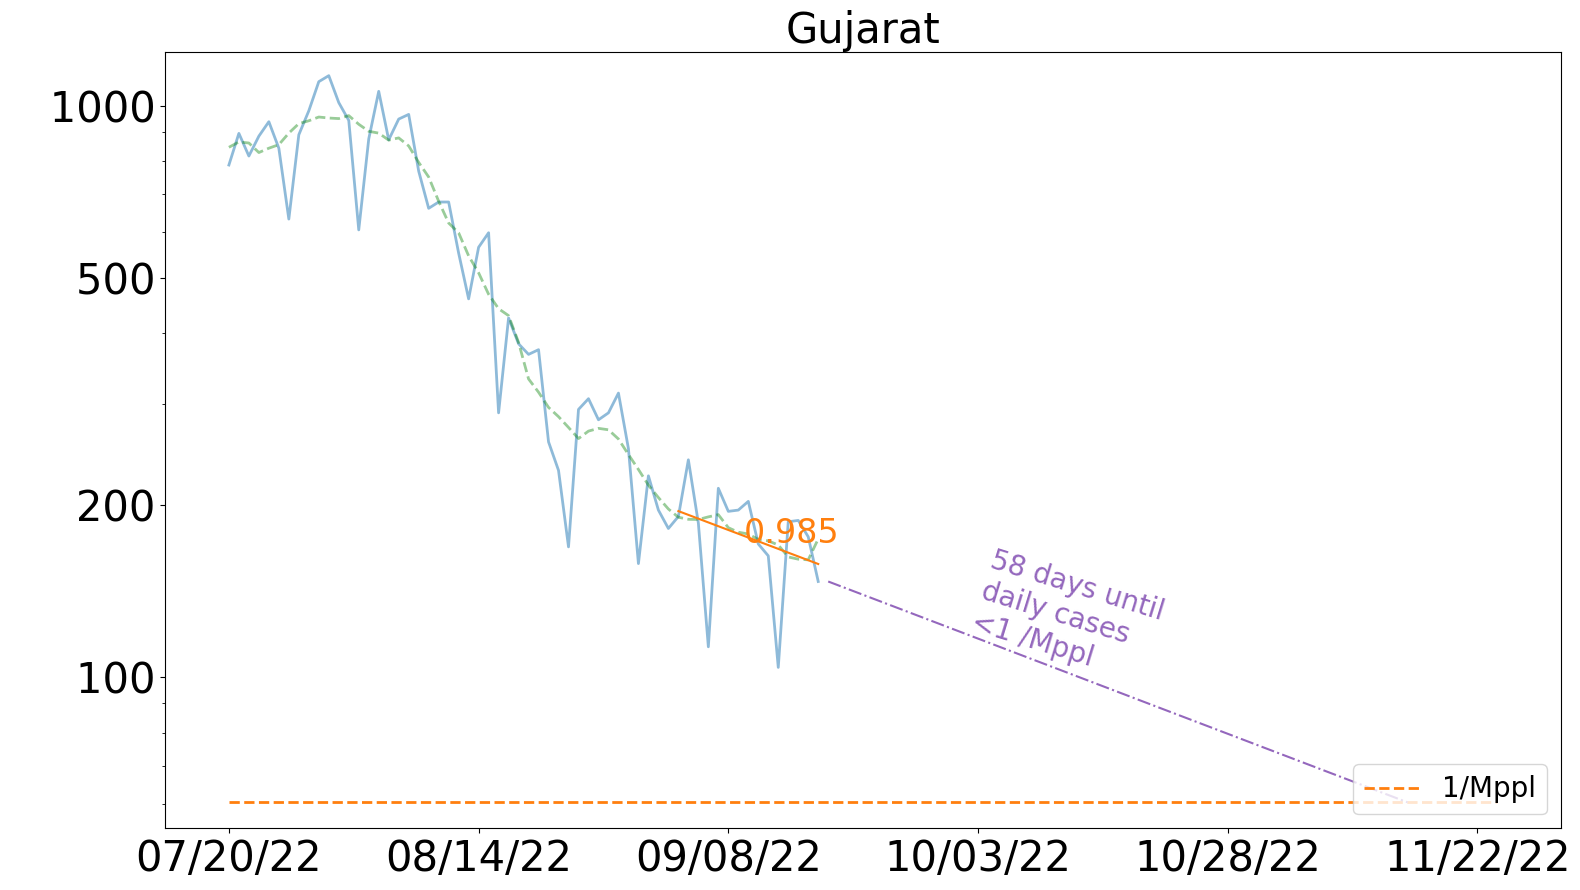 Gujarat
1000
500
200
100
0.985
58 days until
daily cases
<1 /Mppl
1/Mppl
07/20/22 08/14/22 09/08/22 10/03/22 10/28/22 11/22/22